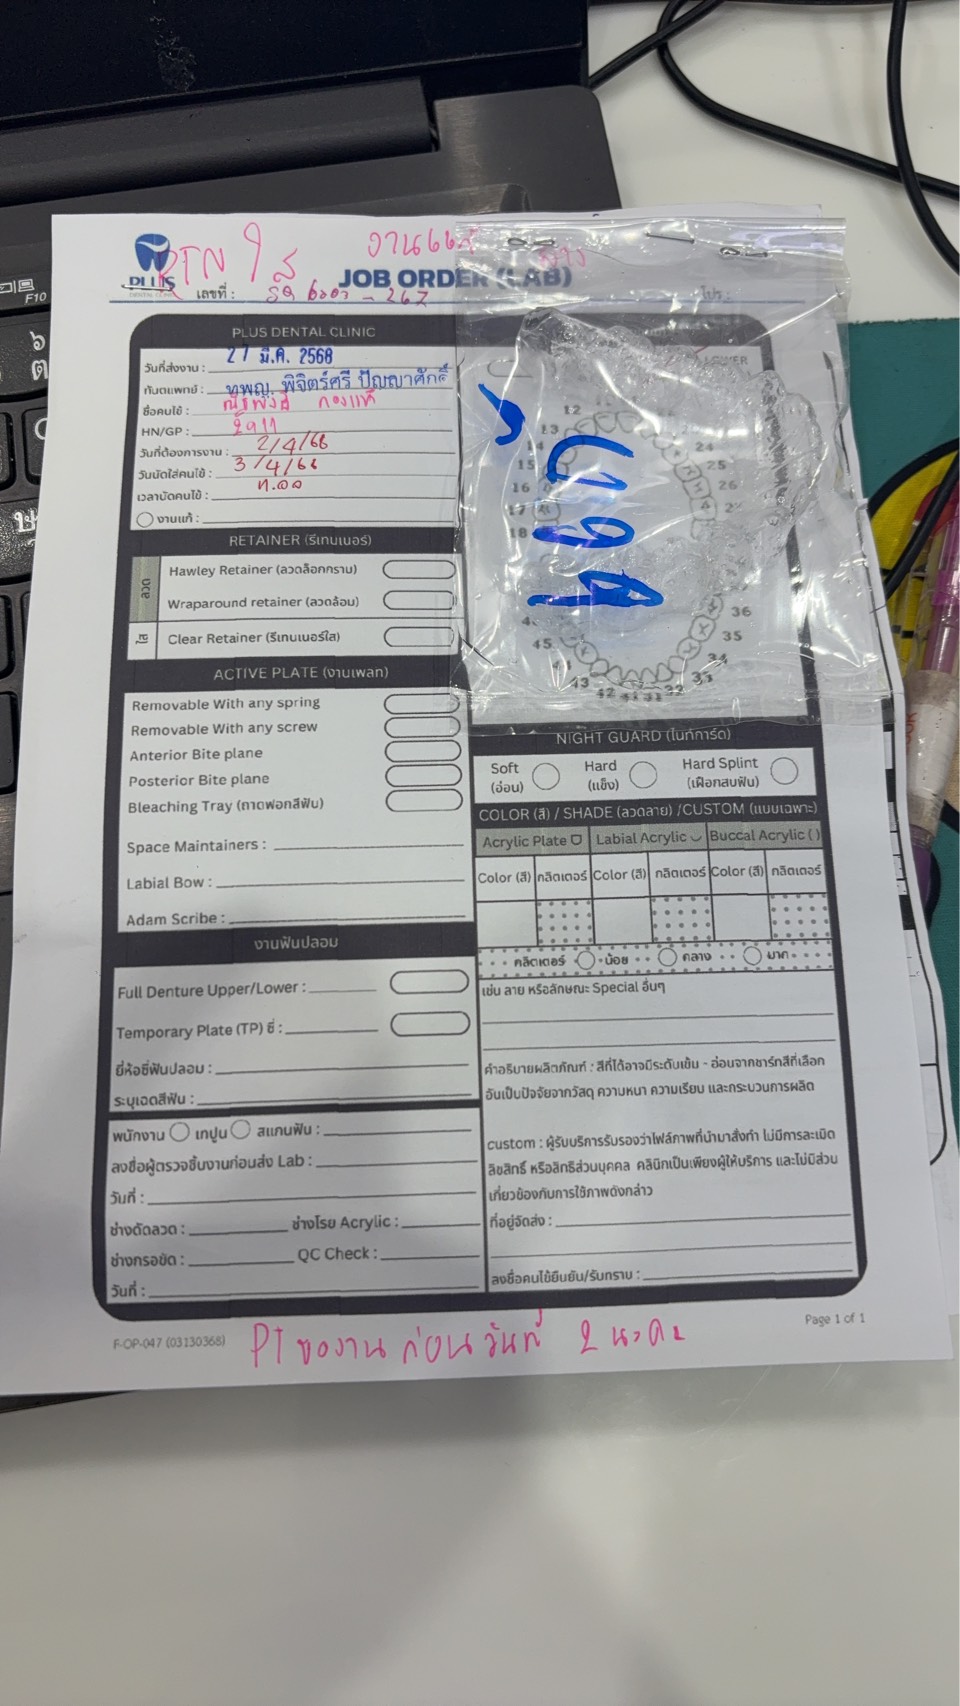 RTN ใส
PLUS
DENTAL CLINIC
JOB ORDER (LAB)
เลขที่ :
PLUS DENTAL CLINIC
วันที่ส่งงาน : 27 มี.ค. 2568
ทันตแพทย์ : ทพญ. พิจิตร์ศรี ปัญญาศักดิ์
ชื่อคนไข้ :
HN/GP : 2911
วันที่ต้องการงาน : 2/4/68
วันนัดใส่คนไข้ : 3/4/68
เวลานัดคนไข้ :
งานแก้ :
RETAINER (รีเทนเนอร์)
ลวด
Hawley Retainer (ลวดล็อกกราม)
Wraparound retainer (ลวดล้อม)
ใส
Clear Retainer (รีเทนเนอร์ใส)
ACTIVE PLATE (งานเพลท)
Removable With any spring
Removable With any screw
Anterior Bite plane
Posterior Bite plane
Bleaching Tray (ถาดฟอกสีฟัน)
Space Maintainers :
Labial Bow :
Adam Scribe :
งานฟันปลอม
Full Denture Upper/Lower :
Temporary Plate (TP) ซี่ :
ยี่ห้อซี่ฟันปลอม :
ระบุเฉดสีฟัน :
พนักงาน เทปูน สแกนฟัน :
ลงชื่อผู้ตรวจชิ้นงานก่อนส่ง Lab :
วันที่ :
ช่างดัดลวด : ช่างโรย Acrylic :
ช่างกรอขัด : QC Check :
วันที่ :
LOWER
12
13
24
15
25
16
26
17
18
36
45
35
34
43
33
42 41 31 32
NIGHT GUARD (ไนท์การ์ด)
Soft (อ่อน)
Hard (แข็ง)
Hard Splint (เฝือกสบฟัน)
COLOR (สี) / SHADE (ลวดลาย) /CUSTOM (แบบเฉพาะ)
Acrylic Plate Labial Acrylic Buccal Acrylic ( )
Color (สี) กลิตเตอร์ Color (สี) กลิตเตอร์ Color (สี) กลิตเตอร์
กลิตเตอร์ น้อย กลาง มาก
เช่น ลาย หรือลักษณะ Special อื่นๆ
คำอธิบายผลิตภัณฑ์ : สีที่ได้อาจมีระดับเข้ม - อ่อนจากชาร์ทสีที่เลือก
อันเป็นปัจจัยจากวัสดุ ความหนา ความเรียบ และกระบวนการผลิต
custom : ผู้รับบริการรับรองว่าไฟล์ภาพที่นำมาสั่งทำ ไม่มีการละเมิด
ลิขสิทธิ์ หรือสิทธิส่วนบุคคล คลินิกเป็นเพียงผู้ให้บริการ และไม่มีส่วน
เกี่ยวข้องกับการใช้ภาพดังกล่าว
ที่อยู่จัดส่ง :
ลงชื่อคนไข้ยืนยัน/รับทราบ :
F-OP-047 (03130368)
Page 1 of 1
PT ของานก่อนวันที่ 2 นะคะ
F10